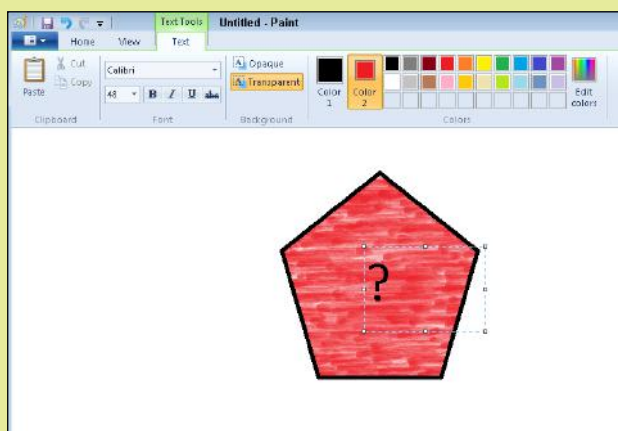 Text Tools Untitled - Paint
Home View Text
Paste
Cut
Copy
Clipboard
Calibri
48 B I U abc
Font
A Opaque
A Transparent
Background
Color 1
Color 2
Edit colors
Colors
?